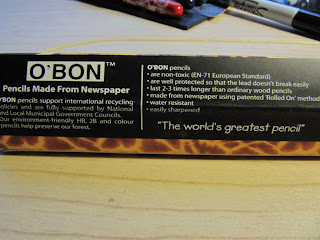 O'BON™
Pencils Made From Newspaper
O'BON pencils support international recycling
policies and are fully supported by National
and Local Municipal Government Councils.
Our environment-friendly HB, 2B and colour
pencils help preserve our forest.
O'BON pencils
• are non-toxic (EN-71 European Standard)
• are well protected so that the lead doesn't break easily
• last 2-3 times longer than ordinary wood pencils
• made from newspaper using patented 'Rolled On' method
• water resistant
• easily sharpened
"The world's greatest pencil"